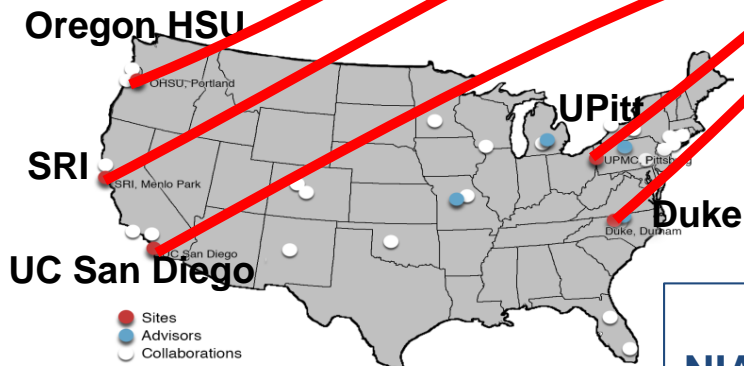 Oregon HSU
OHSU, Portland
UPitt
UPMC, Pittsburg
SRI
SRI, Menlo Park
Duke
Duke, Durham
UC San Diego
UC San Diego
Sites
Advisors
Collaborations